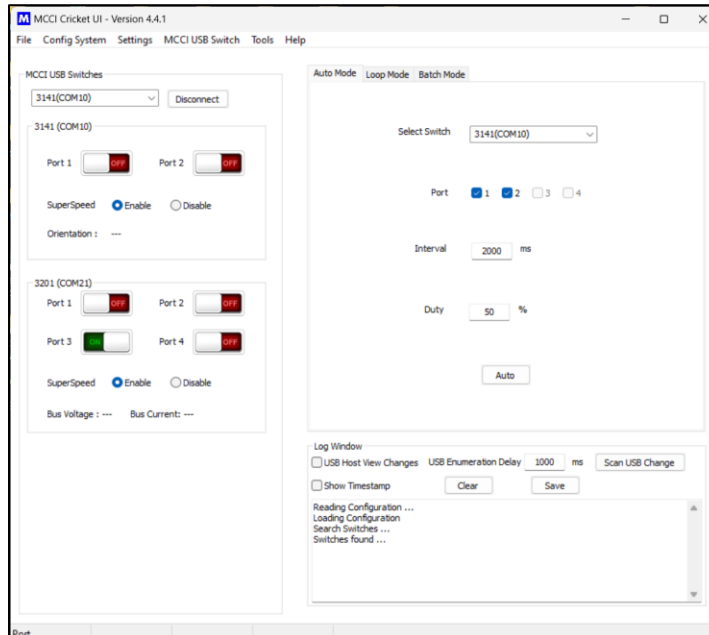 MCCI Cricket UI - Version 4.4.1
File Config System Settings MCCI USB Switch Tools Help
MCCI USB Switches
3141(COM10) Disconnect
3141 (COM10)
Port 1 OFF Port 2 OFF
SuperSpeed Enable Disable
Orientation : ---
3201 (COM21)
Port 1 OFF Port 2 OFF
Port 3 ON Port 4 OFF
SuperSpeed Enable Disable
Bus Voltage : --- Bus Current: ---
Auto Mode Loop Mode Batch Mode
Select Switch 3141(COM10)
Port 1 2 3 4
Interval 2000 ms
Duty 50 %
Auto
Log Window
USB Host View Changes USB Enumeration Delay 1000 ms Scan USB Change
Show Timestamp Clear Save
Reading Configuration ...
Loading Configuration
Search Switches ...
Switches found ...
Port